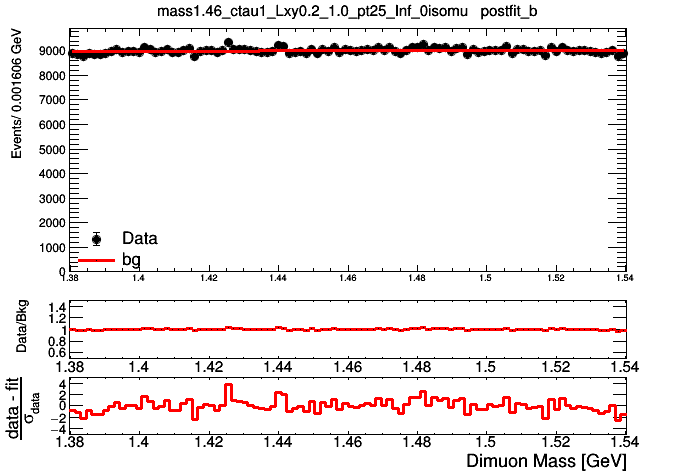 mass1.46_ctau1_Lxy0.2_1.0_pt25_Inf_0isomu postfit_b
Events/ 0.001606 GeV
9000
8000
7000
6000
5000
4000
3000
2000
1000
0
Data
bg
1.38 1.4 1.42 1.44 1.46 1.48 1.5 1.52 1.54
Data/Bkg
1.4
1.2
1
0.8
0.6
1.38 1.4 1.42 1.44 1.46 1.48 1.5 1.52 1.54
data - fit
σdata
4
2
0
−2
−4
1.38 1.4 1.42 1.44 1.46 1.48 1.5 1.52 1.54
Dimuon Mass [GeV]